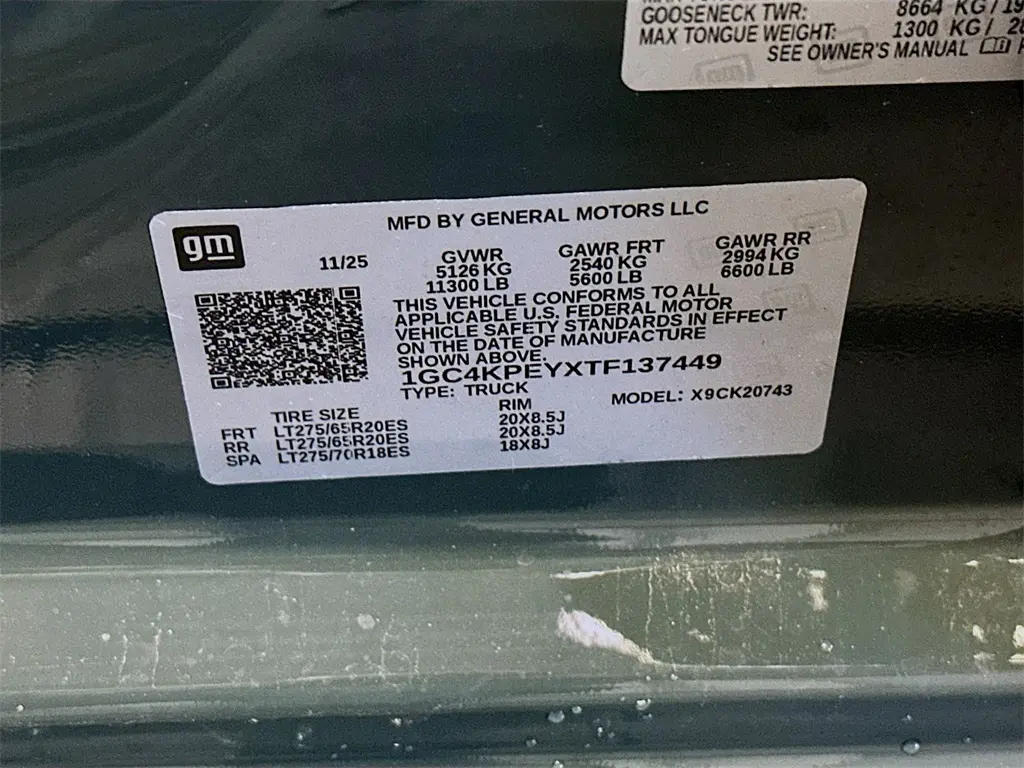 GOOSENECK TWR: 8664 KG / 19
MAX TONGUE WEIGHT: 1300 KG /
SEE OWNER'S MANUAL
gm
MFD BY GENERAL MOTORS LLC
11/25 GVWR GAWR FRT GAWR RR
5126 KG 2540 KG 2994 KG
11300 LB 5600 LB 6600 LB
THIS VEHICLE CONFORMS TO ALL
APPLICABLE U.S. FEDERAL MOTOR
VEHICLE SAFETY STANDARDS IN EFFECT
ON THE DATE OF MANUFACTURE
SHOWN ABOVE.
1GC4KPEYXTF137449
TYPE: TRUCK MODEL: X9CK20743
TIRE SIZE RIM
FRT LT275/65R20ES 20X8.5J
RR LT275/65R20ES 20X8.5J
SPA LT275/70R18ES 18X8J